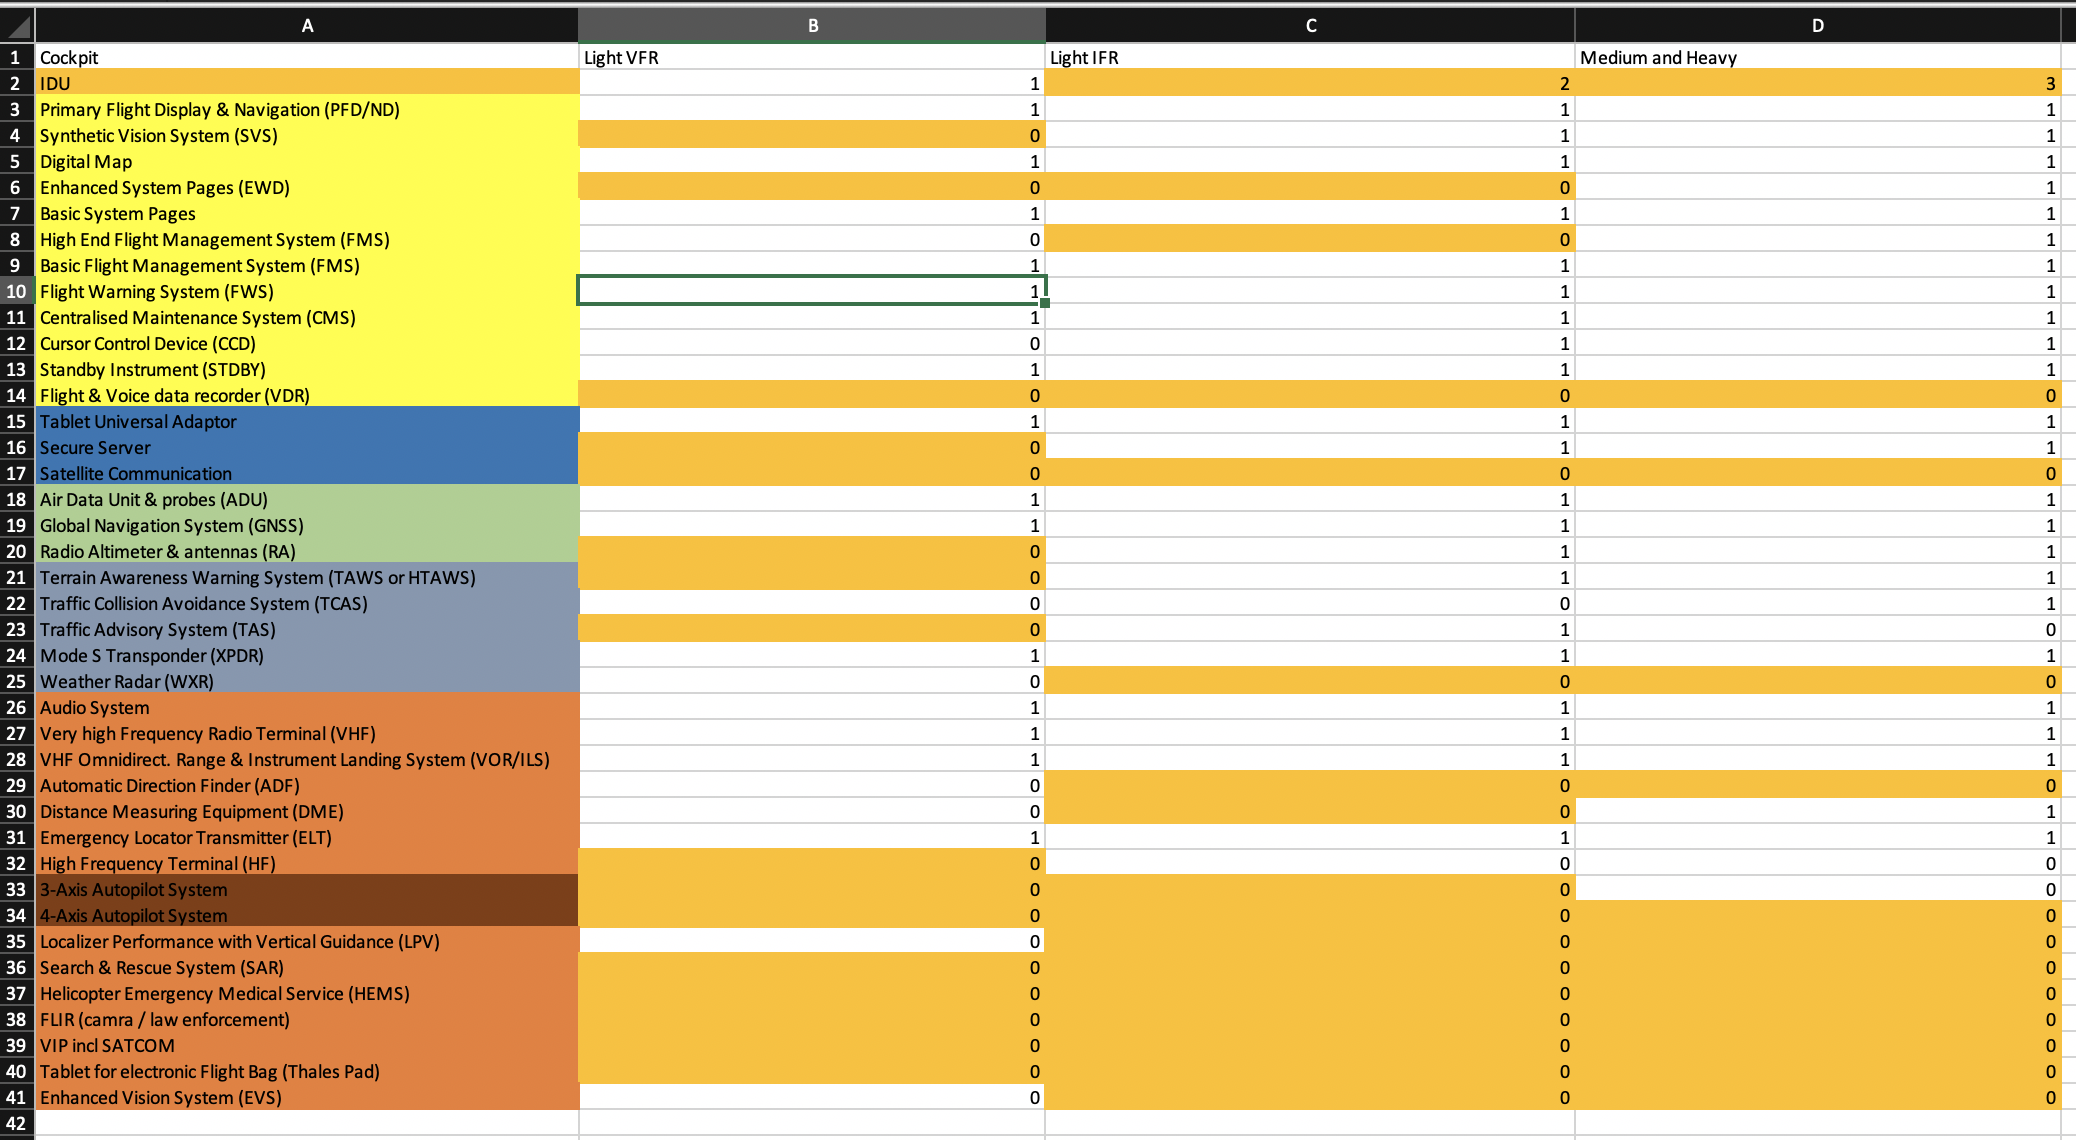 A B C D
1 Cockpit Light VFR Light IFR Medium and Heavy
2 IDU 1 2 3
3 Primary Flight Display & Navigation (PFD/ND) 1 1 1
4 Synthetic Vision System (SVS) 0 1 1
5 Digital Map 1 1 1
6 Enhanced System Pages (EWD) 0 0 1
7 Basic System Pages 1 1 1
8 High End Flight Management System (FMS) 0 0 1
9 Basic Flight Management System (FMS) 1 1 1
10 Flight Warning System (FWS) 1 1 1
11 Centralised Maintenance System (CMS) 1 1 1
12 Cursor Control Device (CCD) 0 1 1
13 Standby Instrument (STDBY) 1 1 1
14 Flight & Voice data recorder (VDR) 0 0 0
15 Tablet Universal Adaptor 1 1 1
16 Secure Server 0 1 1
17 Satellite Communication 0 0 0
18 Air Data Unit & probes (ADU) 1 1 1
19 Global Navigation System (GNSS) 1 1 1
20 Radio Altimeter & antennas (RA) 0 1 1
21 Terrain Awareness Warning System (TAWS or HTAWS) 0 1 1
22 Traffic Collision Avoidance System (TCAS) 0 0 1
23 Traffic Advisory System (TAS) 0 1 0
24 Mode S Transponder (XPDR) 1 1 1
25 Weather Radar (WXR) 0 0 0
26 Audio System 1 1 1
27 Very high Frequency Radio Terminal (VHF) 1 1 1
28 VHF Omnidirect. Range & Instrument Landing System (VOR/ILS) 1 1 1
29 Automatic Direction Finder (ADF) 0 0 0
30 Distance Measuring Equipment (DME) 0 0 1
31 Emergency Locator Transmitter (ELT) 1 1 1
32 High Frequency Terminal (HF) 0 0 0
33 3-Axis Autopilot System 0 0 0
34 4-Axis Autopilot System 0 0 0
35 Localizer Performance with Vertical Guidance (LPV) 0 0 0
36 Search & Rescue System (SAR) 0 0 0
37 Helicopter Emergency Medical Service (HEMS) 0 0 0
38 FLIR (camra / law enforcement) 0 0 0
39 VIP incl SATCOM 0 0 0
40 Tablet for electronic Flight Bag (Thales Pad) 0 0 0
41 Enhanced Vision System (EVS) 0 0 0
42